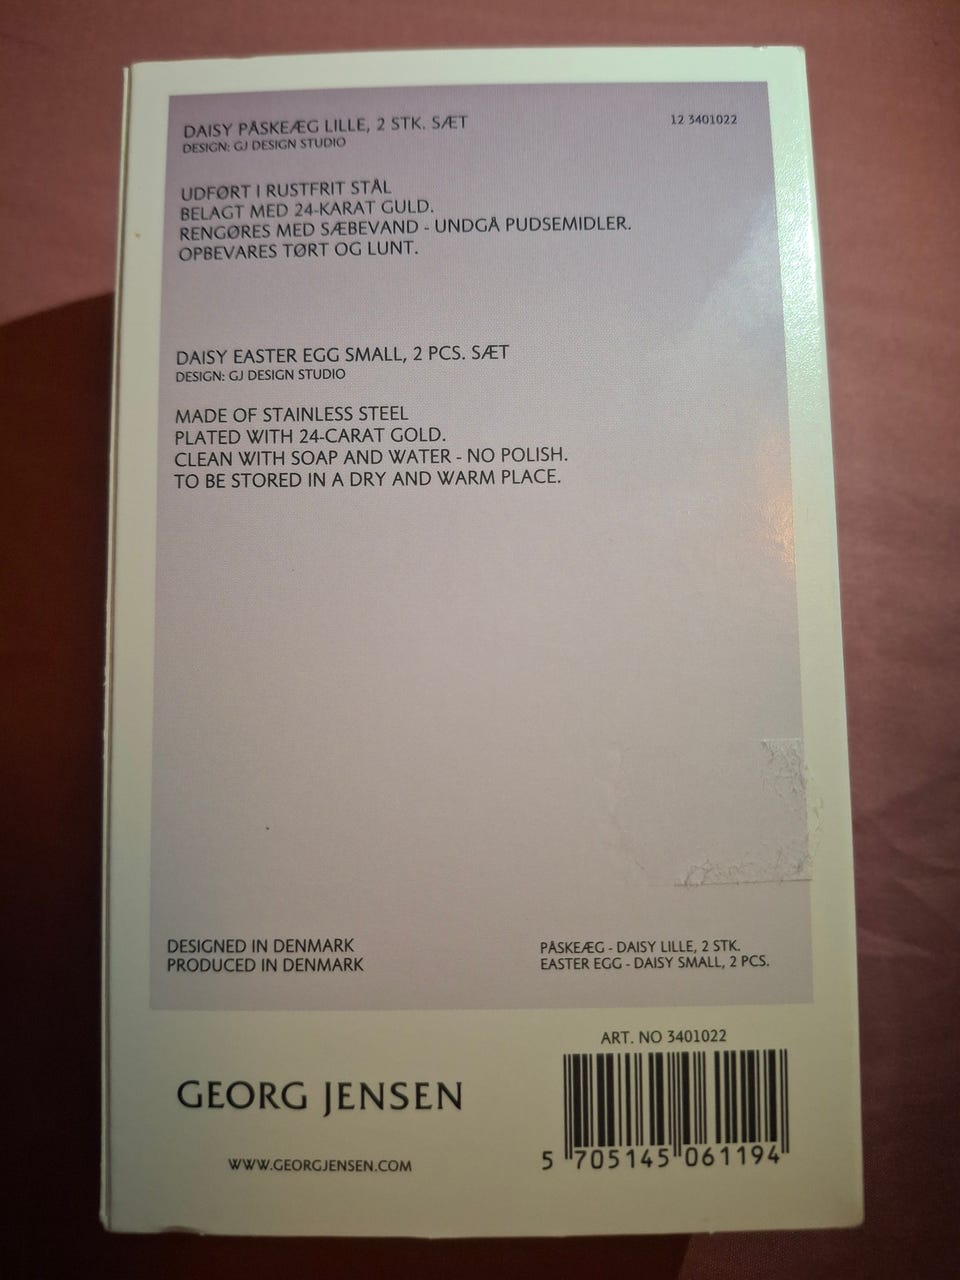 DAISY PÅSKEÆG LILLE, 2 STK. SÆT
12 3401022
DESIGN: GJ DESIGN STUDIO
UDFØRT I RUSTFRIT STÅL
BELAGT MED 24-KARAT GULD.
RENGØRES MED SÆBEVAND - UNDGÅ PUDSEMIDLER.
OPBEVARES TØRT OG LUNT.
DAISY EASTER EGG SMALL, 2 PCS. SÆT
DESIGN: GJ DESIGN STUDIO
MADE OF STAINLESS STEEL
PLATED WITH 24-CARAT GOLD.
CLEAN WITH SOAP AND WATER - NO POLISH.
TO BE STORED IN A DRY AND WARM PLACE.
DESIGNED IN DENMARK
PRODUCED IN DENMARK
PÅSKEÆG - DAISY LILLE, 2 STK.
EASTER EGG - DAISY SMALL, 2 PCS.
ART. NO 3401022
GEORG JENSEN
WWW.GEORGJENSEN.COM
5 705145 061194